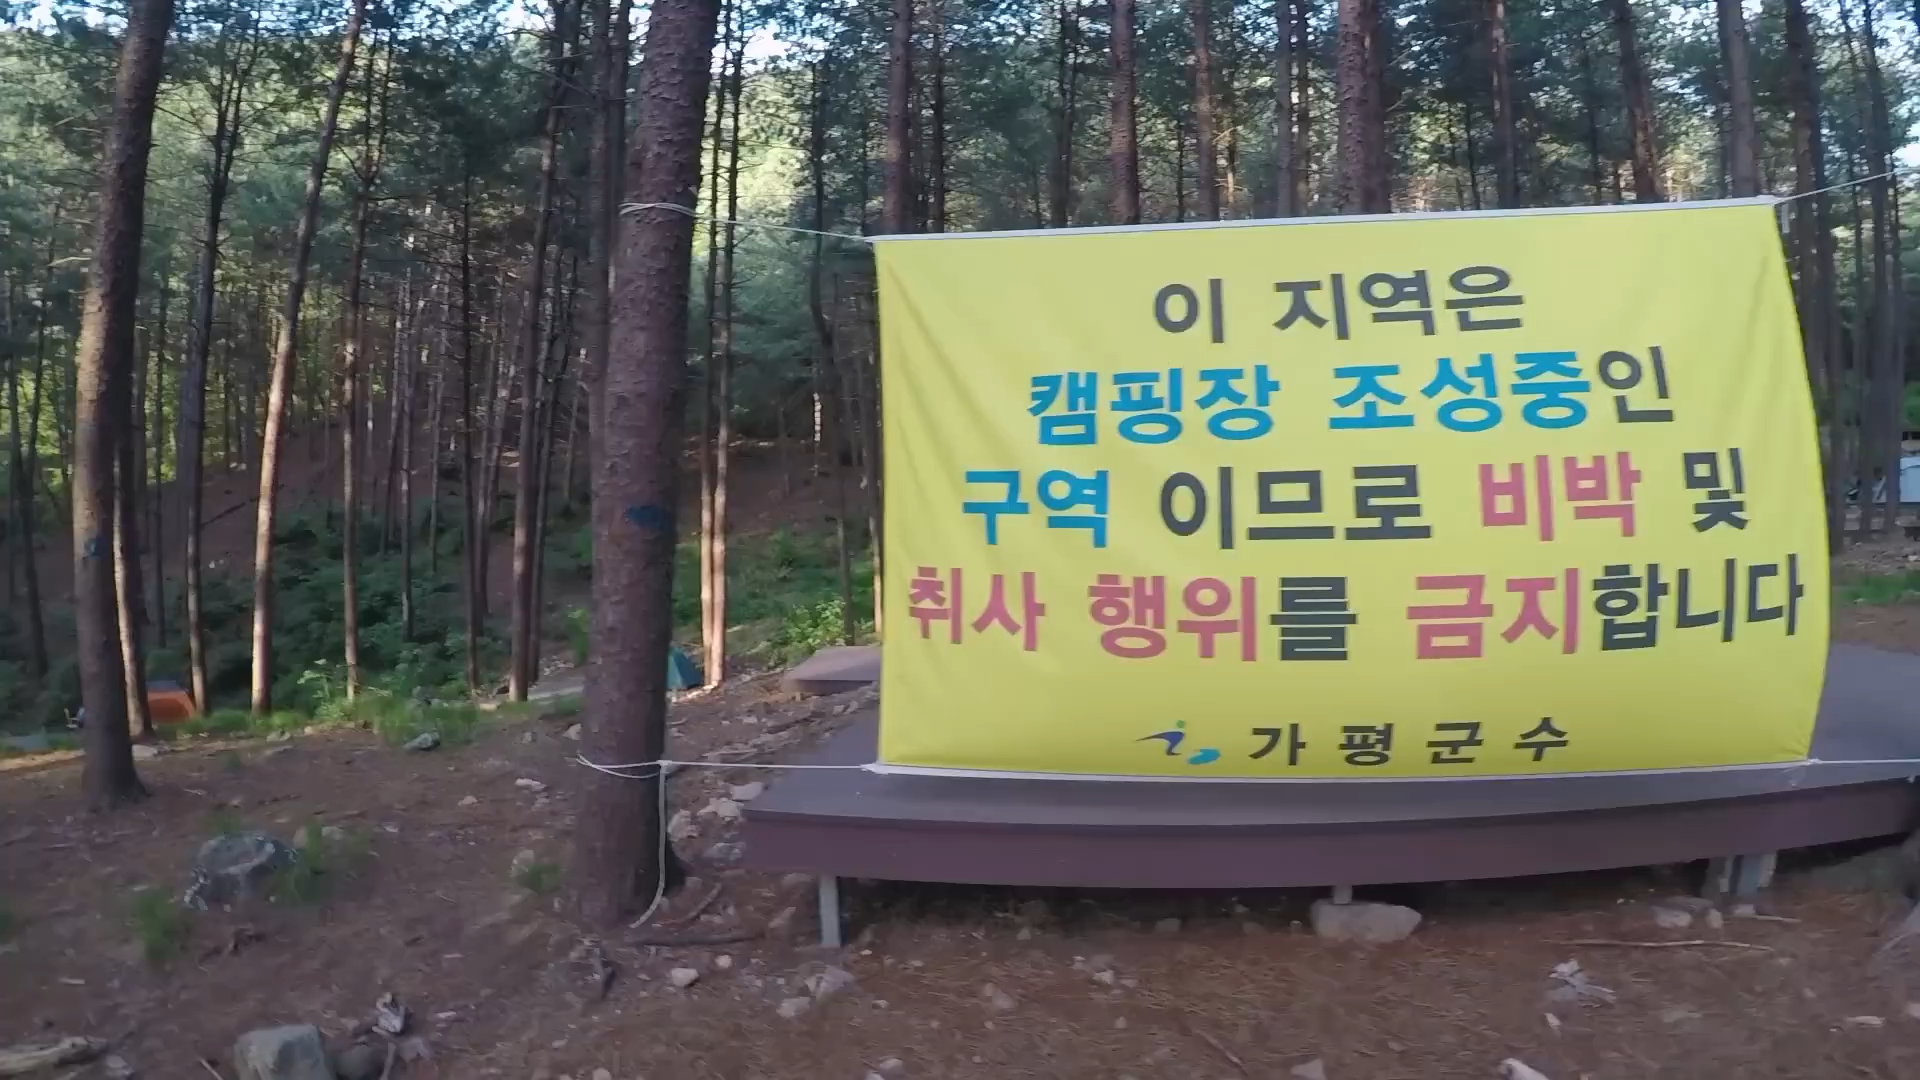 이 지역은
캠핑장 조성중인
구역 이므로 비박 및
취사 행위를 금지합니다
가평군수